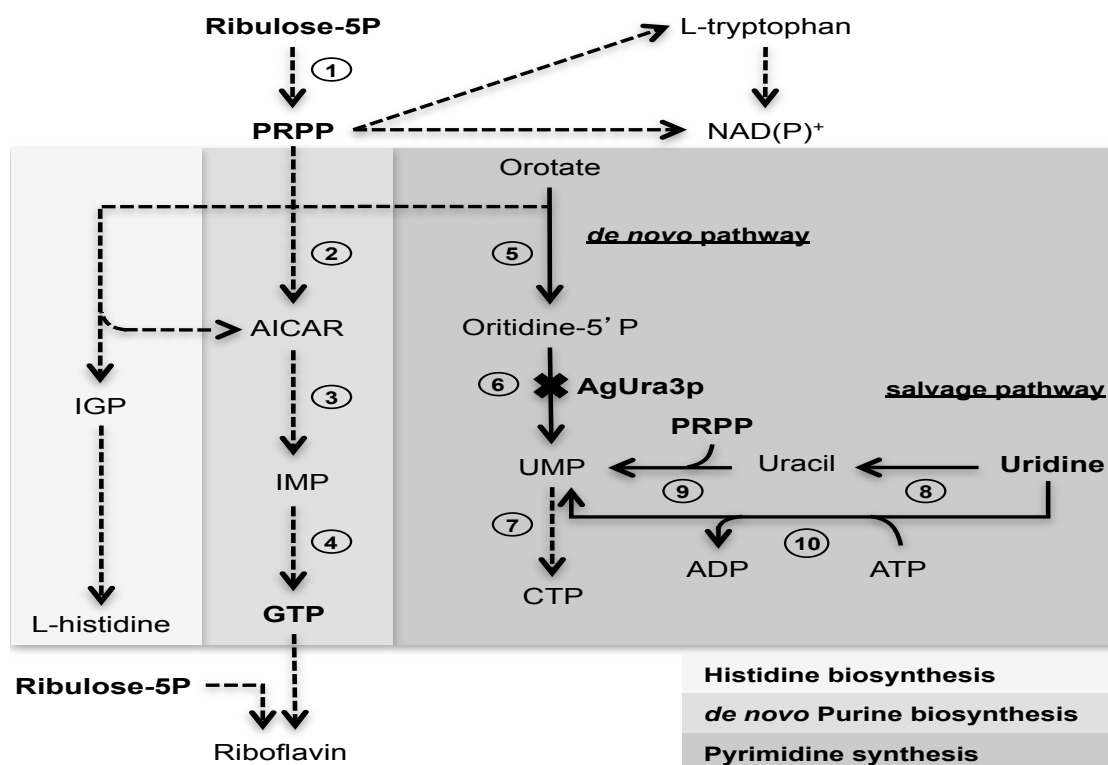 Ribulose-5P
L-tryptophan
1
PRPP
NAD(P)+
Orotate
de novo pathway
2
5
AICAR
Oritidine-5' P
6
AgUra3p
3
salvage pathway
IGP
PRPP
UMP
Uracil
Uridine
IMP
9
8
7
4
10
ADP
ATP
CTP
GTP
L-histidine
Ribulose-5P
Histidine biosynthesis
de novo Purine biosynthesis
Riboflavin
Pyrimidine synthesis